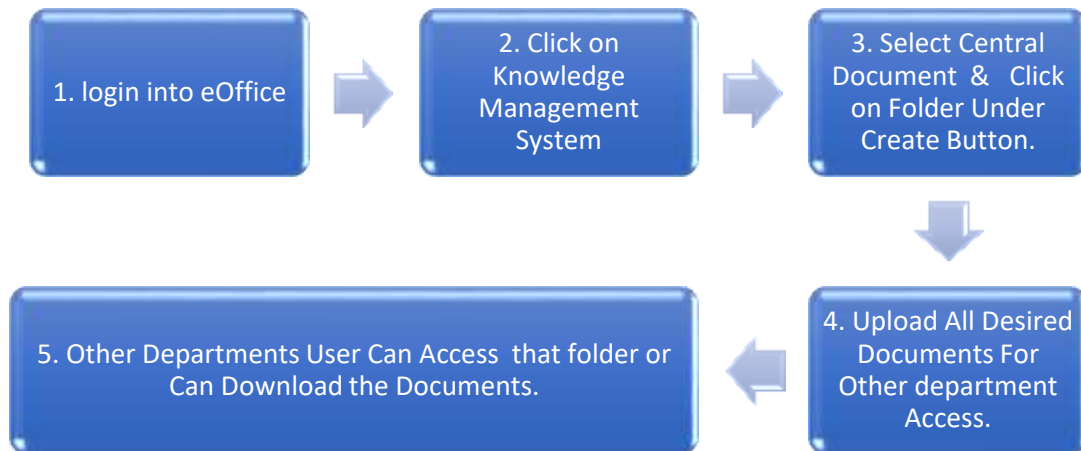 1. login into eOffice
2. Click on
Knowledge
Management
System
3. Select Central
Document & Click
on Folder Under
Create Button.
4. Upload All Desired
Documents For
Other department
Access.
5. Other Departments User Can Access that folder or
Can Download the Documents.